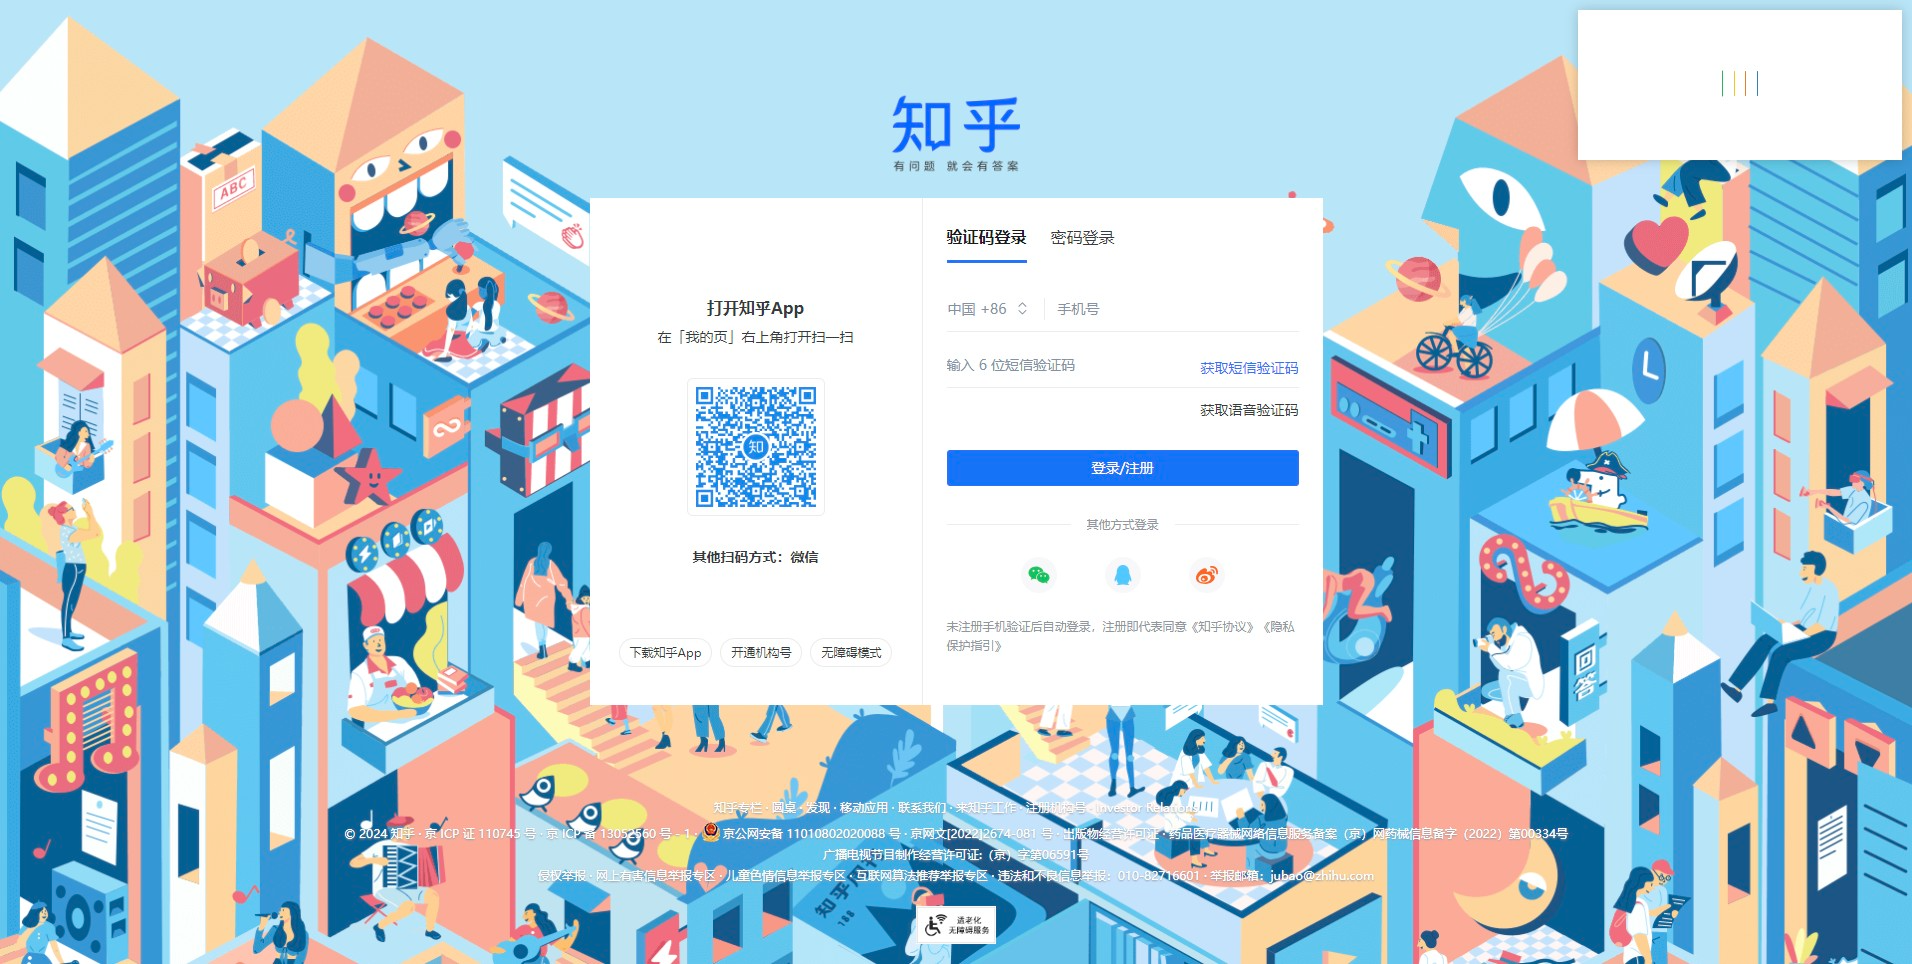 知乎
有问题 就会有答案
ABC
验证码登录 密码登录
打开知乎App
在「我的页」右上角打开扫一扫
知
其他扫码方式：微信
下载知乎App 开通机构号 无障碍模式
中国 +86 手机号
输入 6 位短信验证码 获取短信验证码
获取语音验证码
登录/注册
其他方式登录
未注册手机验证后自动登录，注册即代表同意《知乎协议》《隐私
保护指引》
回答
知乎专栏 · 圆桌 · 发现 · 移动应用 · 联系我们 · 来知乎工作 · 注册机构号 · Investor Relations
© 2024 知乎 · 京 ICP 证 110745 号 · 京 ICP 备 13052560 号 - 1 · 京公网安备 11010802020088 号 · 京网文[2022]2674-081 号 · 出版物经营许可证 · 药品医疗器械网络信息服务备案（京）网药械信息备字（2022）第00334号
广播电视节目制作经营许可证:（京）字第06591号
侵权举报 · 网上有害信息举报专区 · 儿童色情信息举报专区 · 互联网算法推荐举报专区 · 违法和不良信息举报：010-82716601 · 举报邮箱：jubao@zhihu.com
适老化
无障碍服务